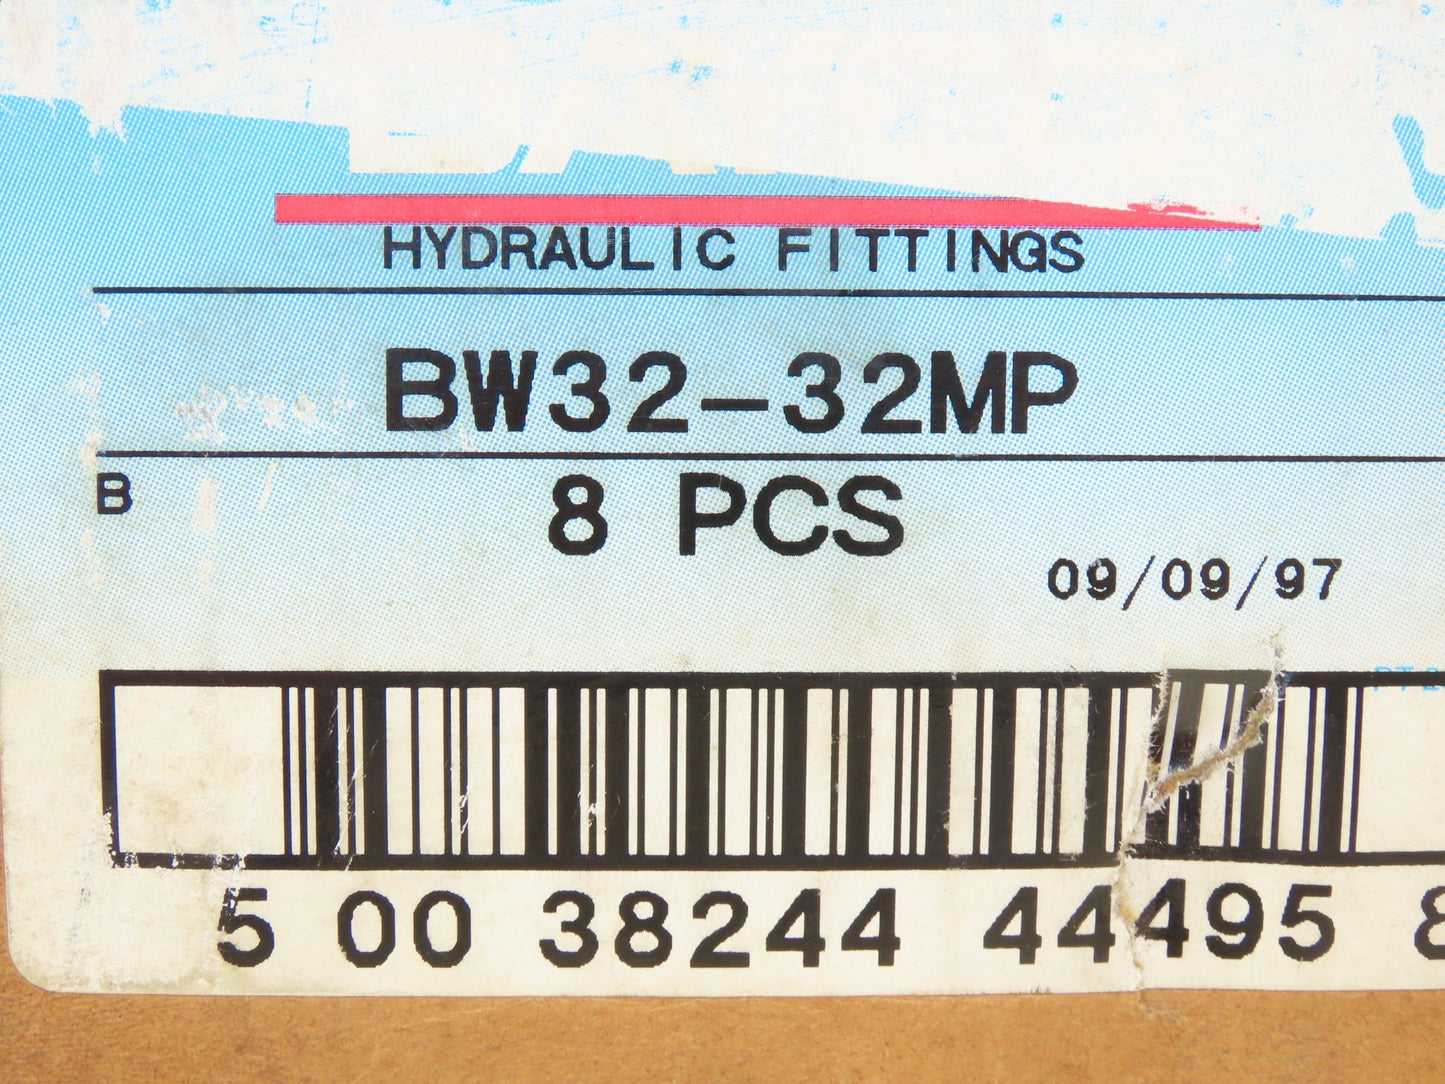 HYDRAULIC FITTINGS
BW32-32MP
B 8 PCS
09/09/97
5 00 38244 44495 8